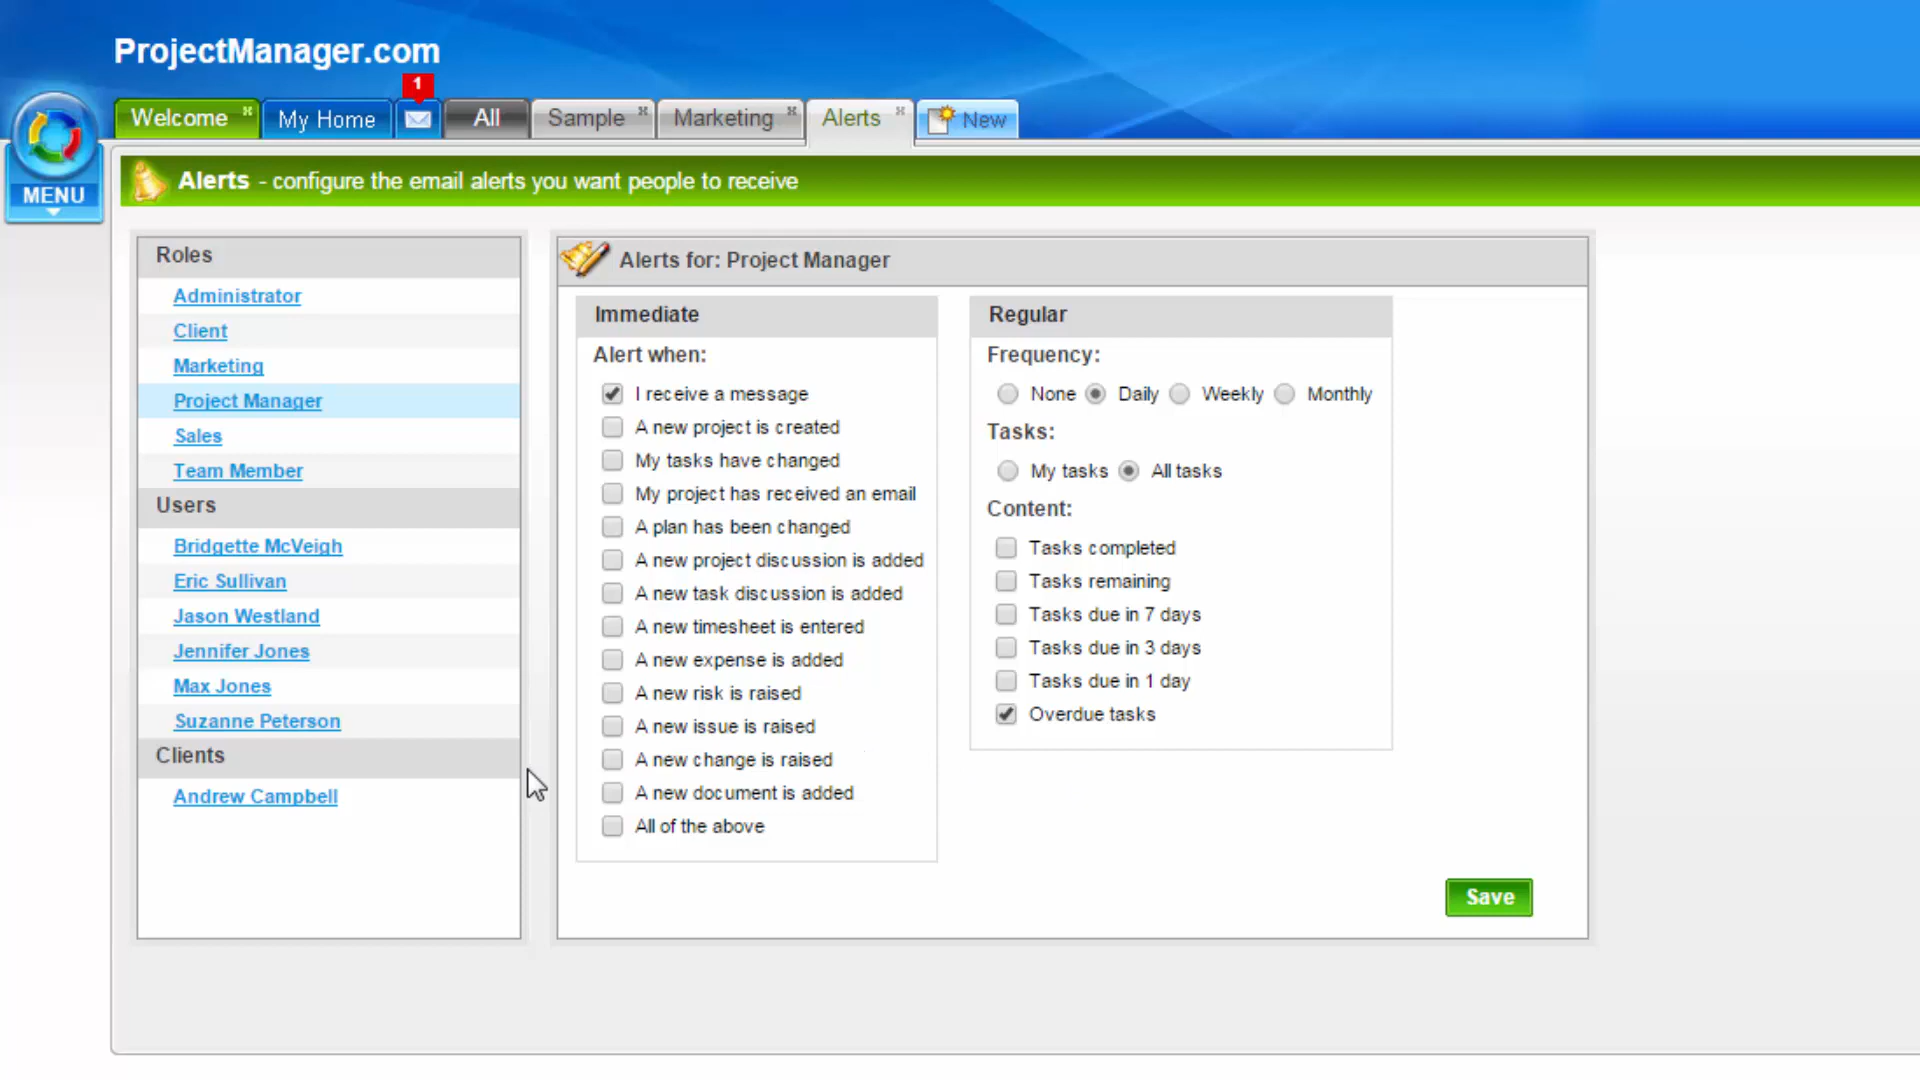 ProjectManager.com
1
Welcome
My Home
All
Sample
Marketing
Alerts
New
MENU
Alerts - configure the email alerts you want people to receive
Roles
Administrator
Client
Marketing
Project Manager
Sales
Team Member
Users
Bridgette McVeigh
Eric Sullivan
Jason Westland
Jennifer Jones
Max Jones
Suzanne Peterson
Clients
Andrew Campbell
Alerts for: Project Manager
Immediate
Alert when:
I receive a message
A new project is created
My tasks have changed
My project has received an email
A plan has been changed
A new project discussion is added
A new task discussion is added
A new timesheet is entered
A new expense is added
A new risk is raised
A new issue is raised
A new change is raised
A new document is added
All of the above
Regular
Frequency:
None Daily Weekly Monthly
Tasks:
My tasks All tasks
Content:
Tasks completed
Tasks remaining
Tasks due in 7 days
Tasks due in 3 days
Tasks due in 1 day
Overdue tasks
Save